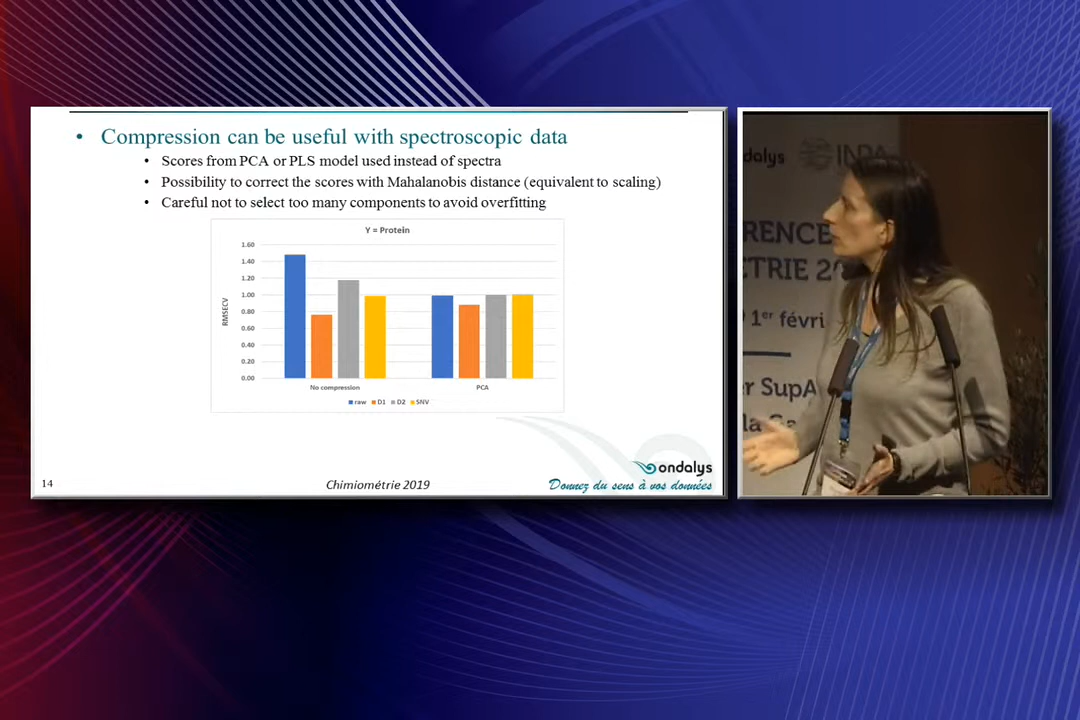 • Compression can be useful with spectroscopic data
• Scores from PCA or PLS model used instead of spectra
• Possibility to correct the scores with Mahalanobis distance (equivalent to scaling)
• Careful not to select too many components to avoid overfitting
Y = Protein
1.60
1.40
1.20
1.00
0.80
0.60
0.40
0.20
0.00
RMSECV
No compression
PCA
raw D1 D2 SNV
14
Chimiométrie 2019
ondalys
Donnez du sens à vos données
dalys
RENCE
TRIE 2
1er févri
r SupA
la Ga